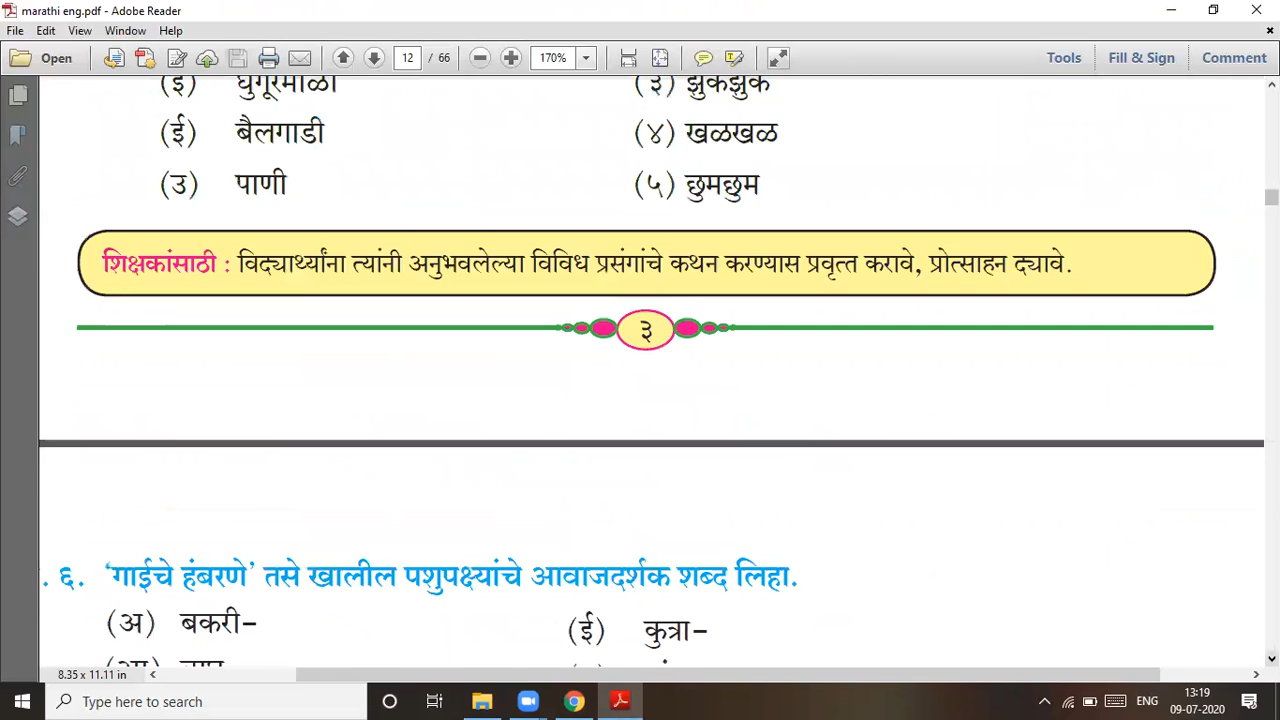 marathi eng.pdf - Adobe Reader
File Edit View Window Help
Open 12 / 66 170% Tools Fill & Sign Comment
(इ) घुंगूरमाळा (३) झुकझुक
(ई) बैलगाडी (४) खळखळ
(उ) पाणी (५) छुमछुम
शिक्षकांसाठी : विद्यार्थ्यांना त्यांनी अनुभवलेल्या विविध प्रसंगांचे कथन करण्यास प्रवृत्त करावे, प्रोत्साहन द्यावे.
३
. ६. ‘गाईचे हंबरणे’ तसे खालील पशुपक्ष्यांचे आवाजदर्शक शब्द लिहा.
(अ) बकरी- (ई) कुत्रा-
8.35 x 11.11 in
Type here to search ENG 13:19
09-07-2020